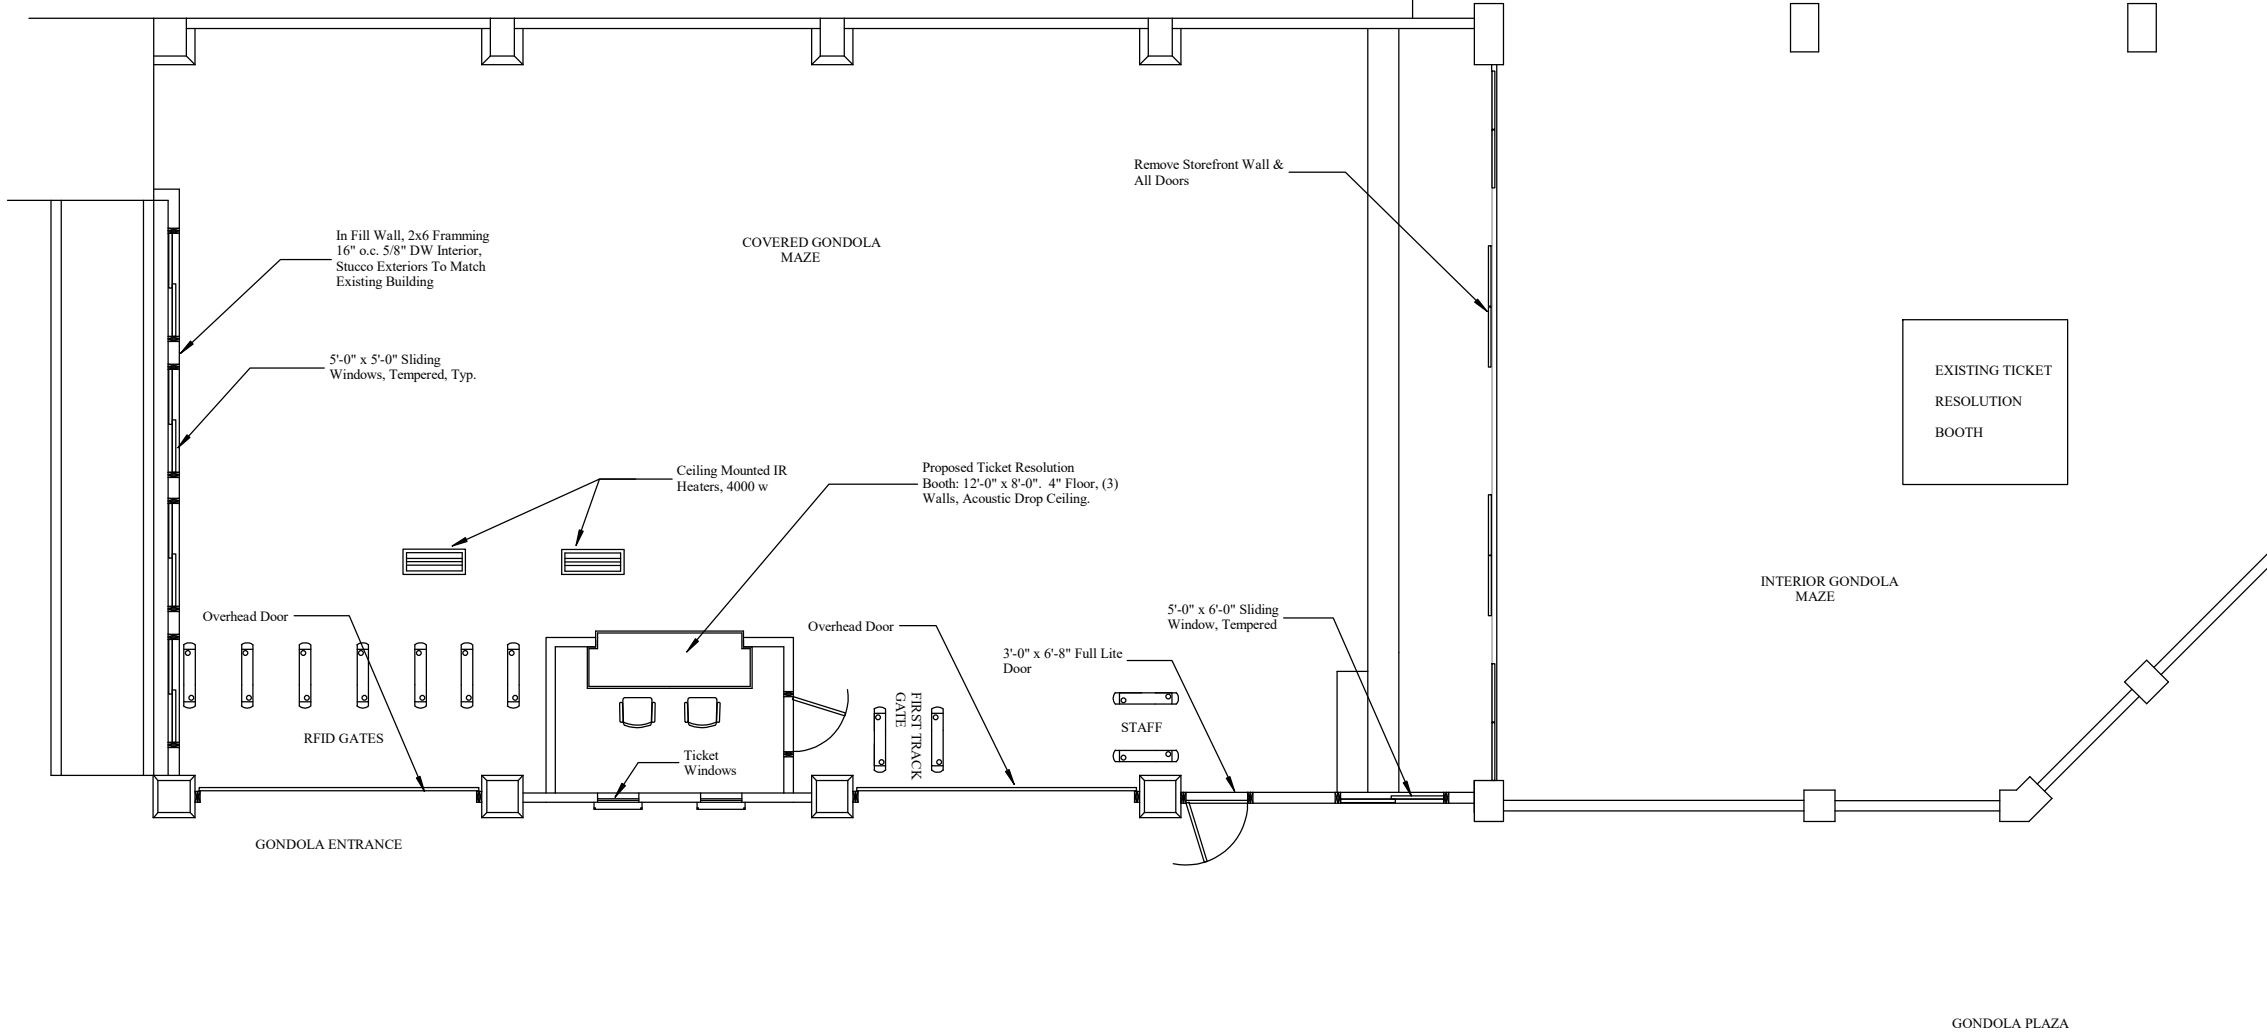 Remove Storefront Wall &
All Doors
In Fill Wall, 2x6 Framming
16" o.c. 5/8" DW Interior,
Stucco Exteriors To Match
Existing Building
COVERED GONDOLA
MAZE
5'-0" x 5'-0" Sliding
Windows, Tempered, Typ.
EXISTING TICKET
RESOLUTION
BOOTH
Ceiling Mounted IR
Heaters, 4000 w
Proposed Ticket Resolution
Booth: 12'-0" x 8'-0". 4" Floor, (3)
Walls, Acoustic Drop Ceiling.
INTERIOR GONDOLA
MAZE
Overhead Door
Overhead Door
5'-0" x 6'-0" Sliding
Window, Tempered
3'-0" x 6'-8" Full Lite
Door
FIRST TRACK
GATE
STAFF
RFID GATES
Ticket
Windows
GONDOLA ENTRANCE
GONDOLA PLAZA